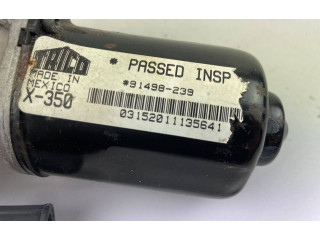 TRICO
MADE IN
MEXICO
X-350
* PASSED INSP
*91498-239
03152011135641